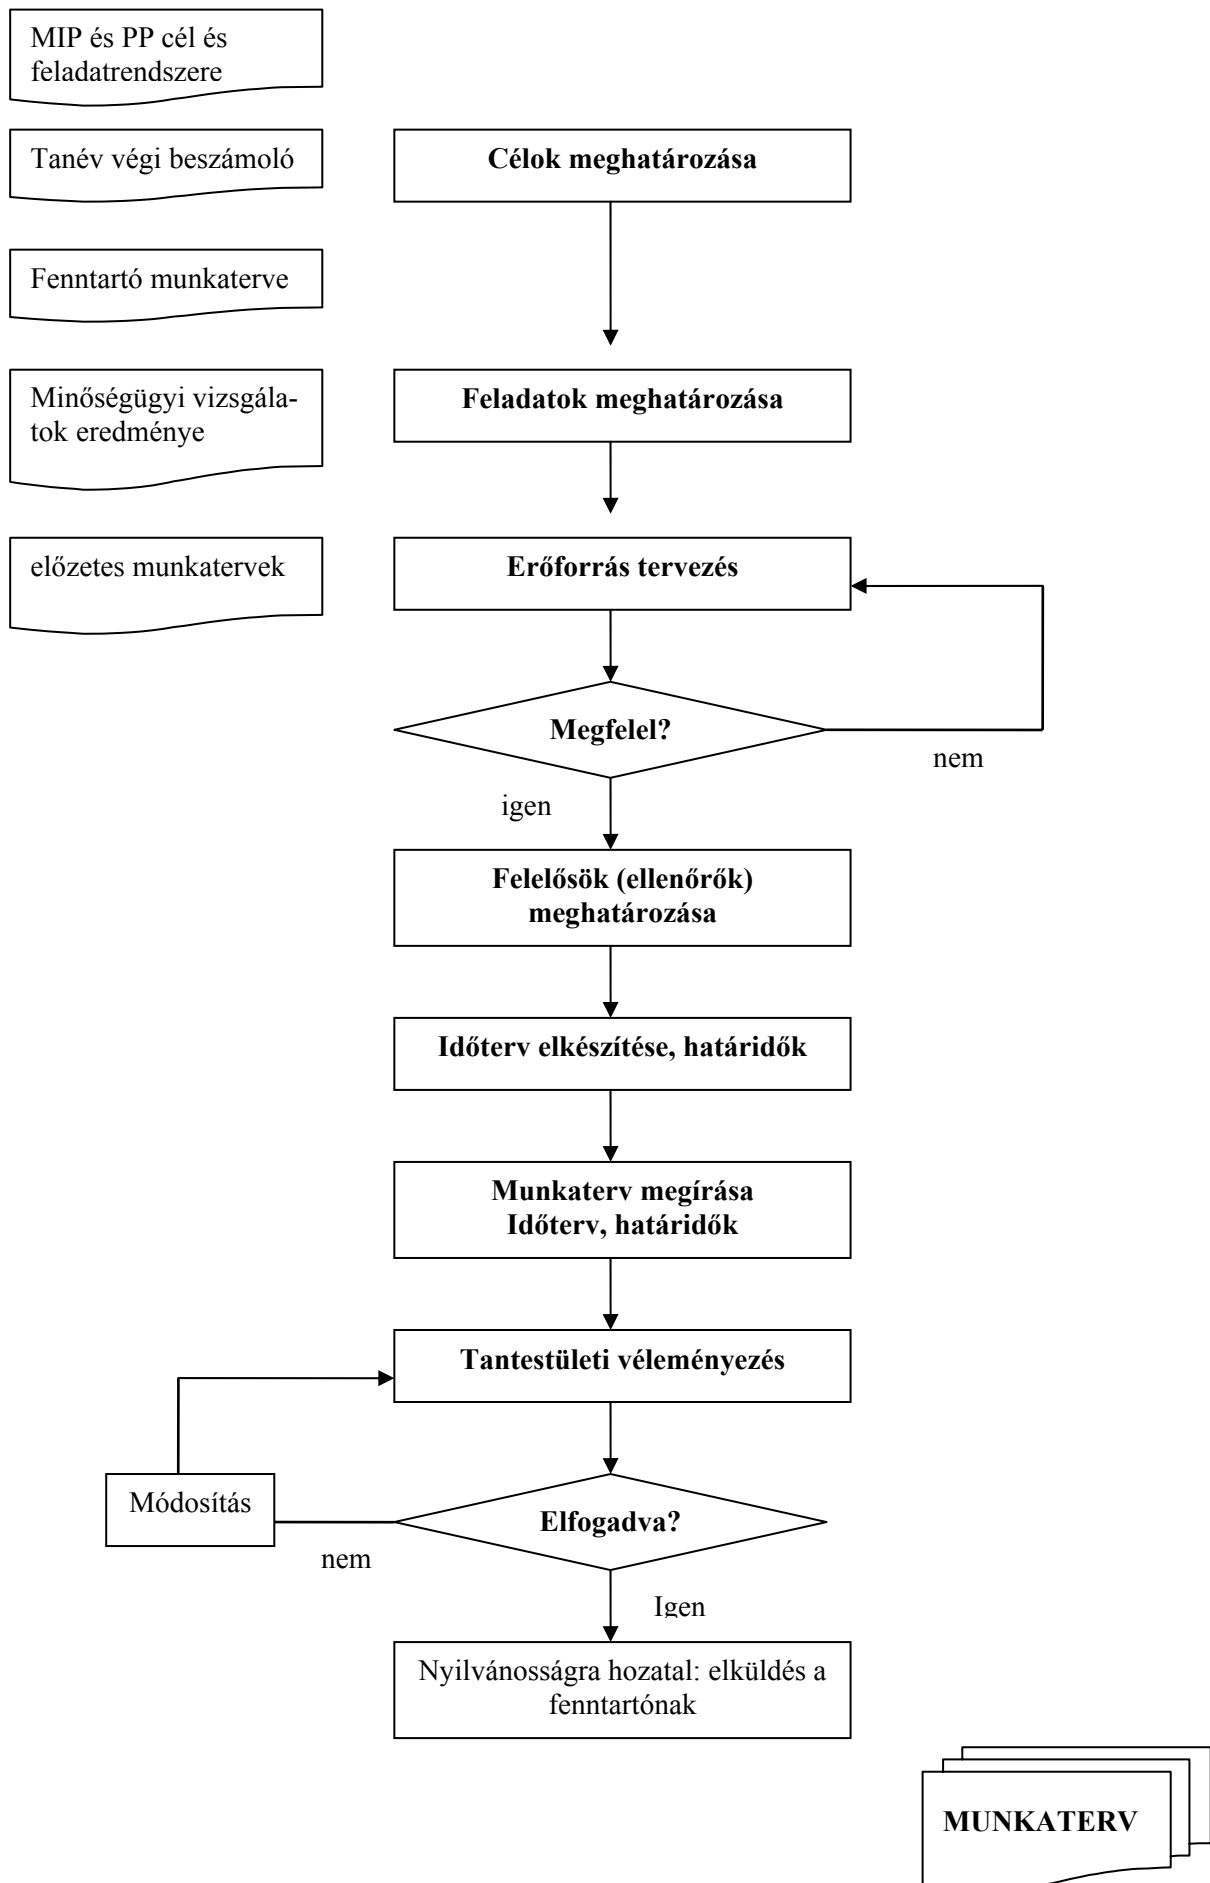 MIP és PP cél és
feladatrendszere
Tanév végi beszámoló
Célok meghatározása
Fenntartó munkaterve
Minőségügyi vizsgála-
tok eredménye
Feladatok meghatározása
előzetes munkatervek
Erőforrás tervezés
Megfelel?
nem
igen
Felelősök (ellenőrők)
meghatározása
Időterv elkészítése, határidők
Munkaterv megírása
Időterv, határidők
Tantestületi véleményezés
Módosítás
Elfogadva?
nem
Igen
Nyilvánosságra hozatal: elküldés a
fenntartónak
MUNKATERV